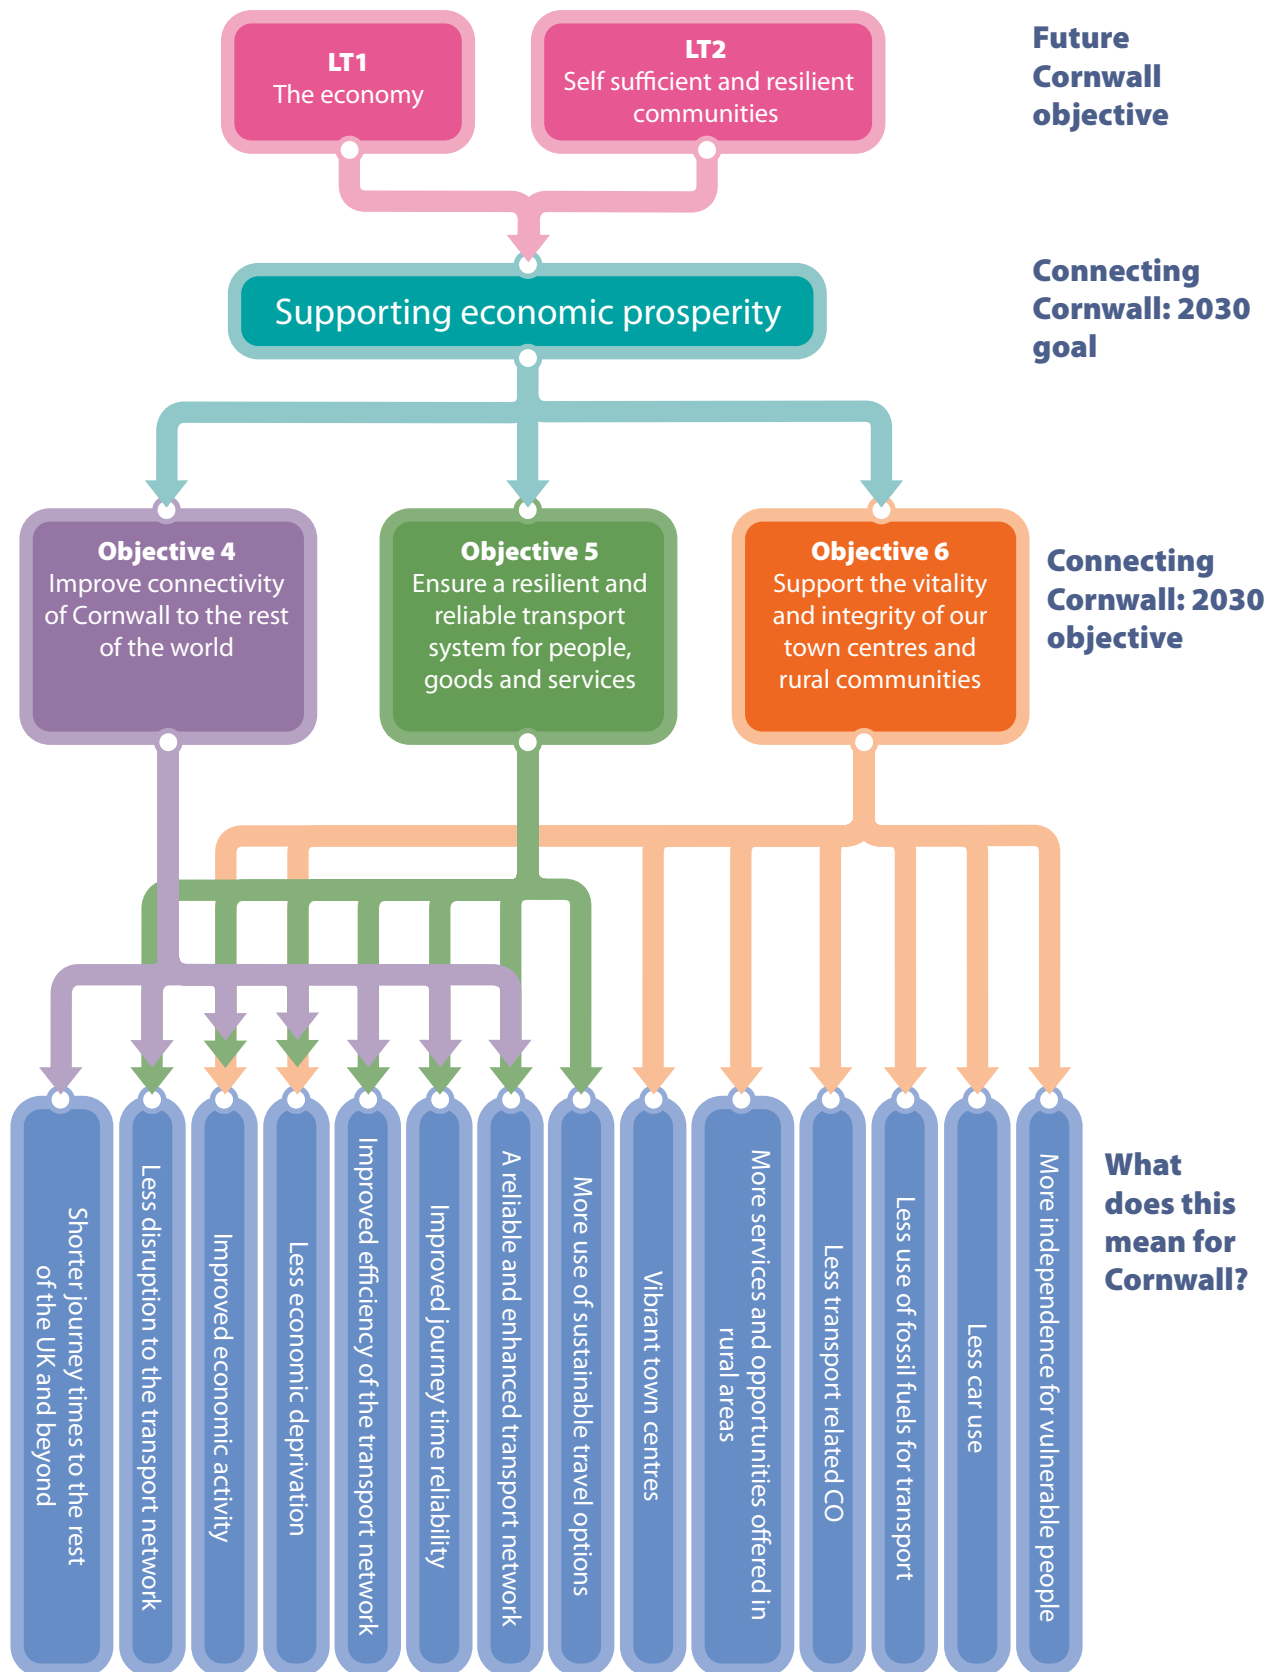 LT1
The economy
LT2
Self sufficient and resilient
communities
Future
Cornwall
objective
Supporting economic prosperity
Connecting
Cornwall: 2030
goal
Objective 4
Improve connectivity
of Cornwall to the rest
of the world
Objective 5
Ensure a resilient and
reliable transport
system for people,
goods and services
Objective 6
Support the vitality
and integrity of our
town centres and
rural communities
Connecting
Cornwall: 2030
objective
Shorter journey times to the rest
of the UK and beyond
Less disruption to the transport network
Improved economic activity
Less economic deprivation
Improved efficiency of the transport network
Improved journey time reliability
A reliable and enhanced transport network
More use of sustainable travel options
Vibrant town centres
More services and opportunities offered in
rural areas
Less transport related CO
Less use of fossil fuels for transport
Less car use
More independence for vulnerable people
What
does this
mean for
Cornwall?